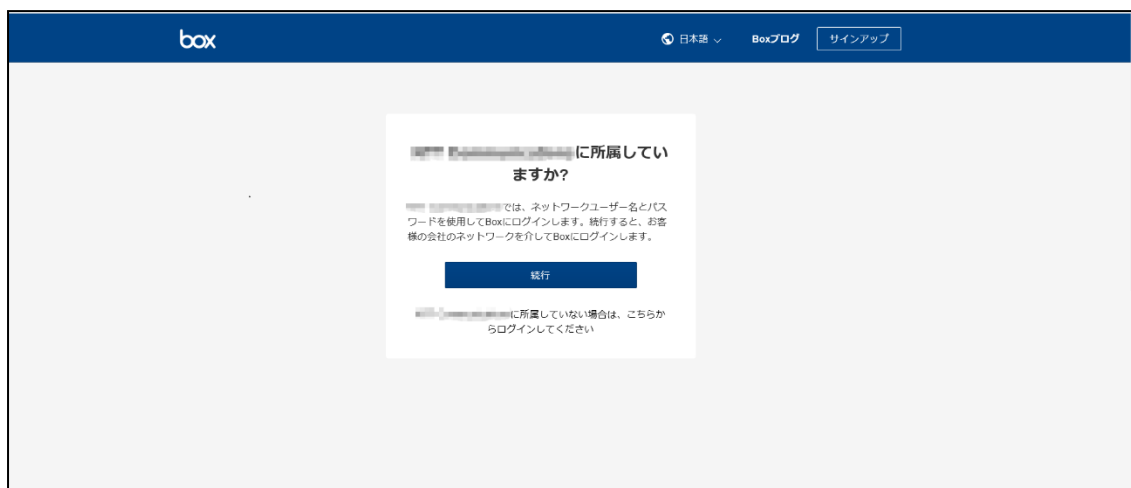 box
日本語
Boxブログ
サインアップ
に所属してい
ますか?
では、ネットワークユーザー名とパス
ワードを使用してBoxにログインします。続行すると、お客
様の会社のネットワークを介してBoxにログインします。
続行
に所属していない場合は、こちらか
らログインしてください